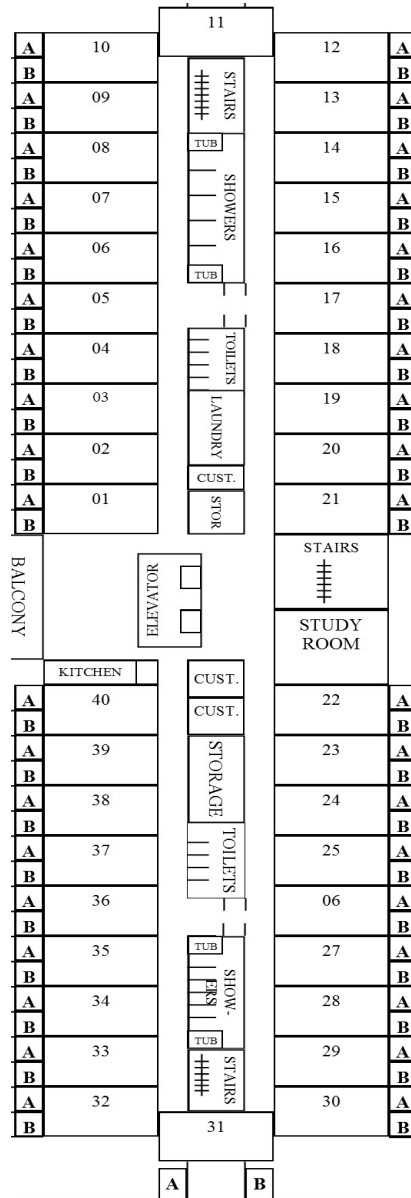 11
A 10 12 A
B STAIRS B
A 09 13 A
B B
A 08 TUB 14 A
B B
A 07 SHOWERS 15 A
B B
A 06 16 A
B TUB B
A 05 17 A
B B
A 04 TOILETS 18 A
B B
A 03 19 A
B LAUNDRY B
A 02 20 A
B CUST. B
A 01 STOR 21 A
B B
STAIRS
BALCONY ELEVATOR
STUDY
ROOM
KITCHEN CUST.
A 40 22 A
B CUST. B
A 39 23 A
B STORAGE B
A 38 24 A
B B
A 37 TOILETS 25 A
B B
A 36 06 A
B B
A 35 TUB 27 A
B SHOW- B
ERS
A 34 28 A
B B
A 33 TUB 29 A
B STAIRS B
A 32 30 A
B 31 B
A B